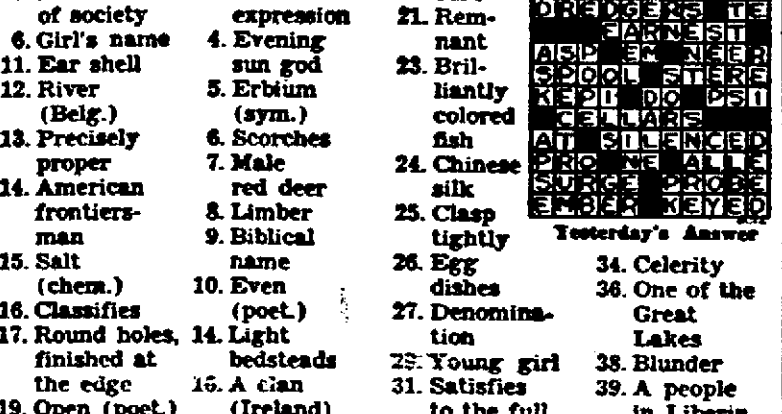 of society
6. Girl's name
11. Ear shell
12. River
(Belg.)
13. Precisely
proper
14. American
frontiers-
man
15. Salt
(chem.)
16. Classifies
17. Round holes,
finished at
the edge
19. Open (poet.)
expression
4. Evening
sun god
5. Erbium
(sym.)
6. Scorches
7. Male
red deer
8. Limber
9. Biblical
name
10. Even
(poet.)
14. Light
bedsteads
A clan
(Ireland)
21. Rem-
nant
23. Bril-
liantly
colored
fish
24. Chinese
silk
25. Clasp
tightly
26. Egg
dishes
27. Denomina-
tion
Young girl
31. Satisfies
to the full
DREDGERS TE
EARNEST
ASP EM NEER
SPOOL STERE
KEPI DO PSI
CELLARS
AT SILENCED
PRO NE ALLE
SURGE PROBE
EMBER KEYED
Yesterday's Answer
34. Celerity
36. One of the
Great
Lakes
38. Blunder
39. A people
in Liberia